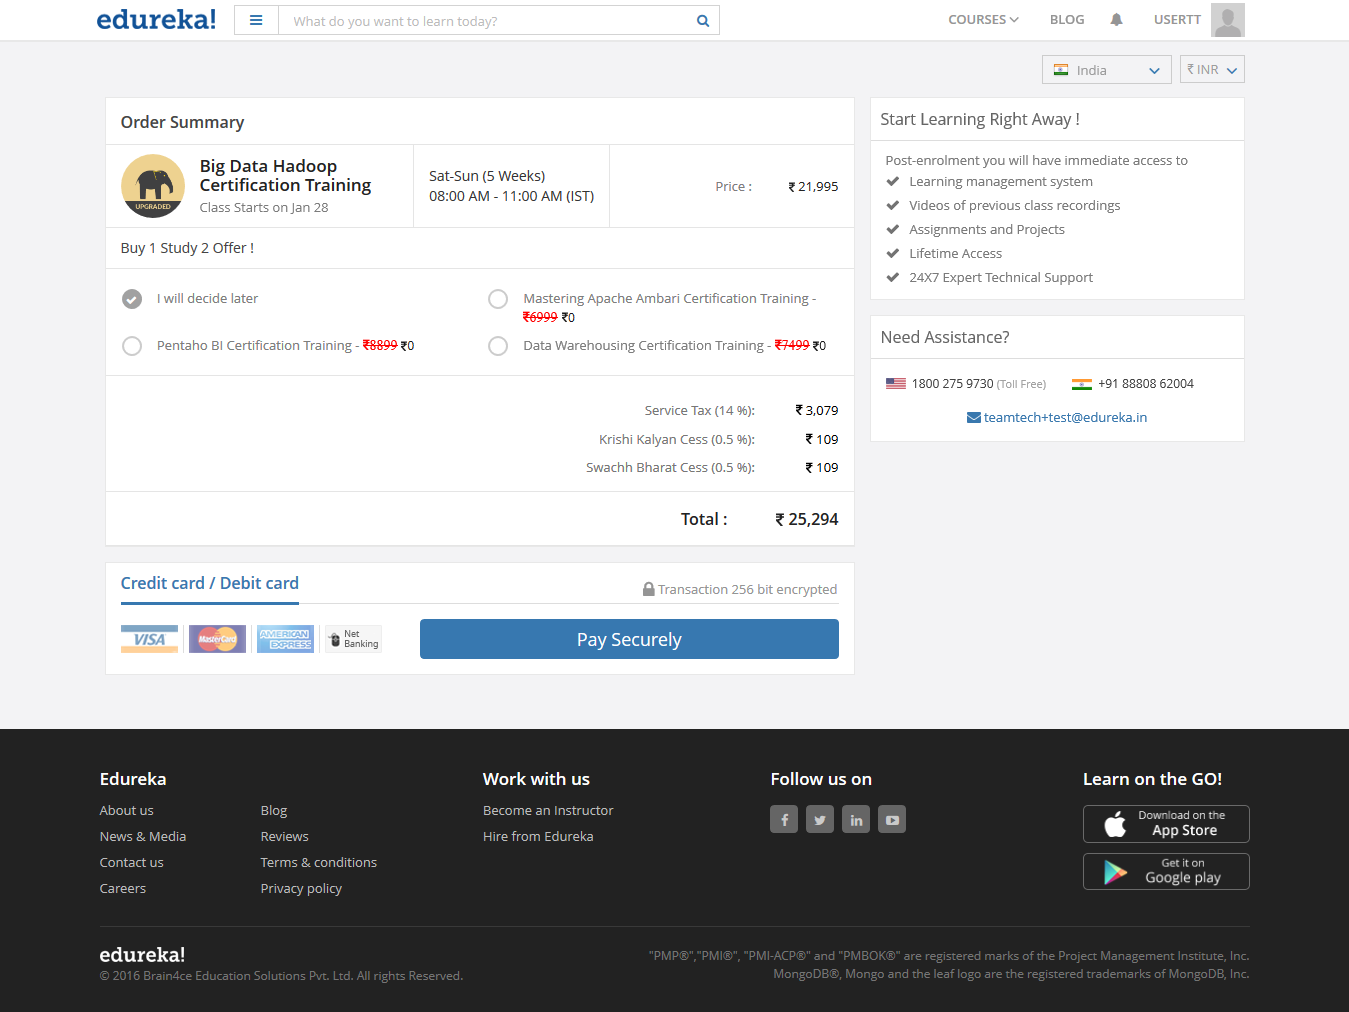 edureka!
What do you want to learn today?
COURSES
BLOG
USERTT
India
₹ INR
Order Summary
UPGRADED
Big Data Hadoop
Certification Training
Class Starts on Jan 28
Sat-Sun (5 Weeks)
08:00 AM - 11:00 AM (IST)
Price :
₹ 21,995
Buy 1 Study 2 Offer !
I will decide later
Mastering Apache Ambari Certification Training -
₹6999 ₹0
Pentaho BI Certification Training - ₹8899 ₹0
Data Warehousing Certification Training - ₹7499 ₹0
Service Tax (14 %): ₹ 3,079
Krishi Kalyan Cess (0.5 %): ₹ 109
Swachh Bharat Cess (0.5 %): ₹ 109
Total : ₹ 25,294
Credit card / Debit card
Transaction 256 bit encrypted
VISA
MasterCard
AMERICAN
EXPRESS
Net
Banking
Pay Securely
Start Learning Right Away !
Post-enrolment you will have immediate access to
Learning management system
Videos of previous class recordings
Assignments and Projects
Lifetime Access
24X7 Expert Technical Support
Need Assistance?
1800 275 9730 (Toll Free)
+91 88808 62004
teamtech+test@edureka.in
Edureka
About us
News & Media
Contact us
Careers
Blog
Reviews
Terms & conditions
Privacy policy
Work with us
Become an Instructor
Hire from Edureka
Follow us on
Learn on the GO!
Download on the
App Store
Get it on
Google play
edureka!
© 2016 Brain4ce Education Solutions Pvt. Ltd. All rights Reserved.
"PMP®","PMI®", "PMI-ACP®" and "PMBOK®" are registered marks of the Project Management Institute, Inc.
MongoDB®, Mongo and the leaf logo are the registered trademarks of MongoDB, Inc.